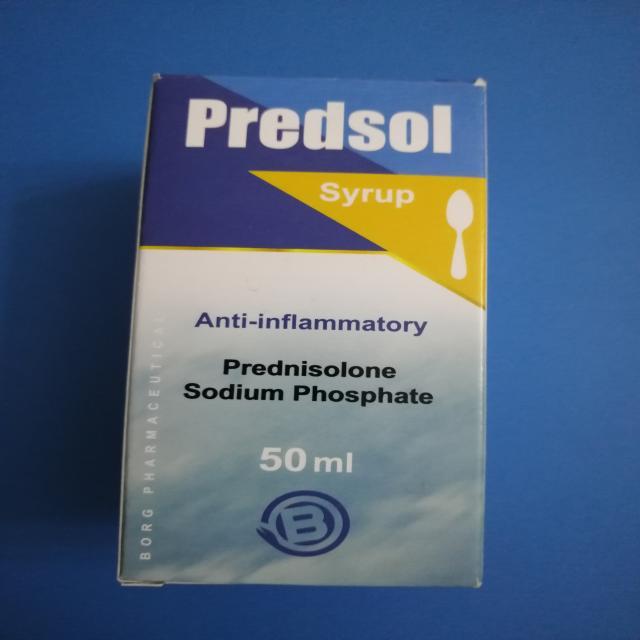 Predsol
Syrup
Anti-inflammatory
Prednisolone
Sodium Phosphate
50 ml
B
BORG PHARMACEUTICAL